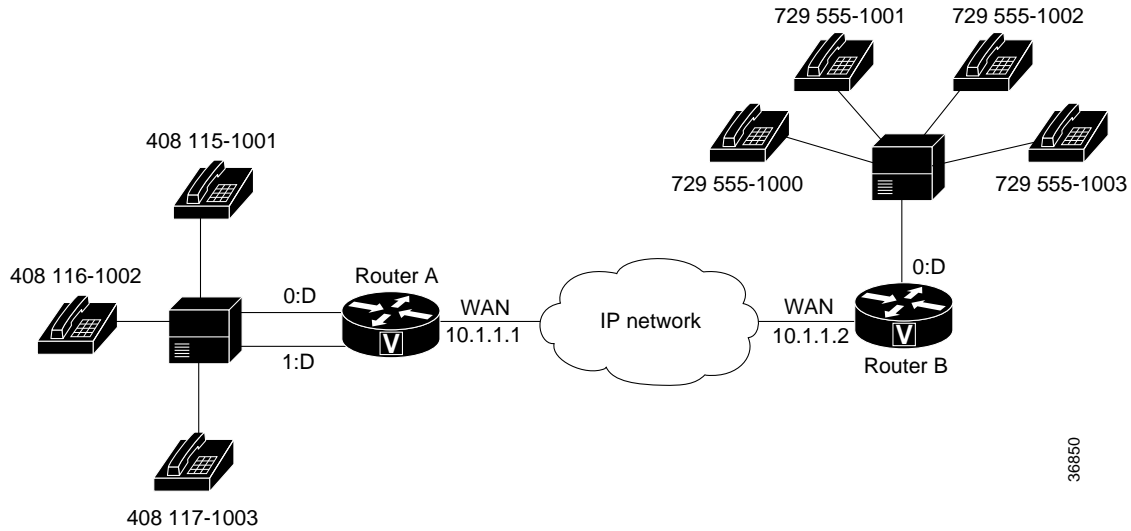 729 555-1001
729 555-1002
408 115-1001
729 555-1000
729 555-1003
408 116-1002
Router A
0:D
0:D
WAN
IP network
WAN
V
10.1.1.1
10.1.1.2
V
1:D
Router B
408 117-1003
36850